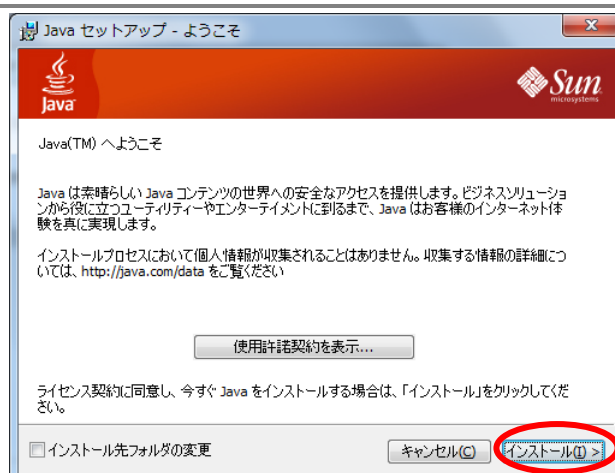 Java セットアップ - ようこそ
Java
Sun
microsystems
Java(TM) へようこそ
Java は素晴らしい Java コンテンツの世界への安全なアクセスを提供します。ビジネスソリューショ
ンから役に立つユーティリティーやエンターテイメントに到るまで、Java はお客様のインターネット体
験を真に実現します。
インストールプロセスにおいて個人情報が収集されることはありません。収集する情報の詳細につ
いては、http://java.com/data をご覧ください
使用許諾契約を表示...
ライセンス契約に同意し、今すぐ Java をインストールする場合は、「インストール」をクリックしてくだ
さい。
インストール先フォルダの変更
キャンセル(C)
インストール(I) >